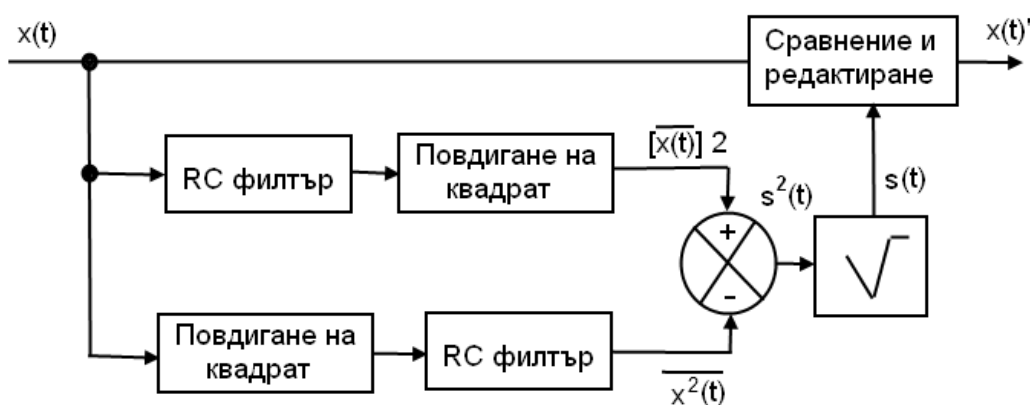 x(t)
Сравнение и
редактиране
x(t)'
RC филтър
Повдигане на
квадрат
[x(t)] 2
s²(t)
s(t)
+
-
√
Повдигане на
квадрат
RC филтър
x²(t)